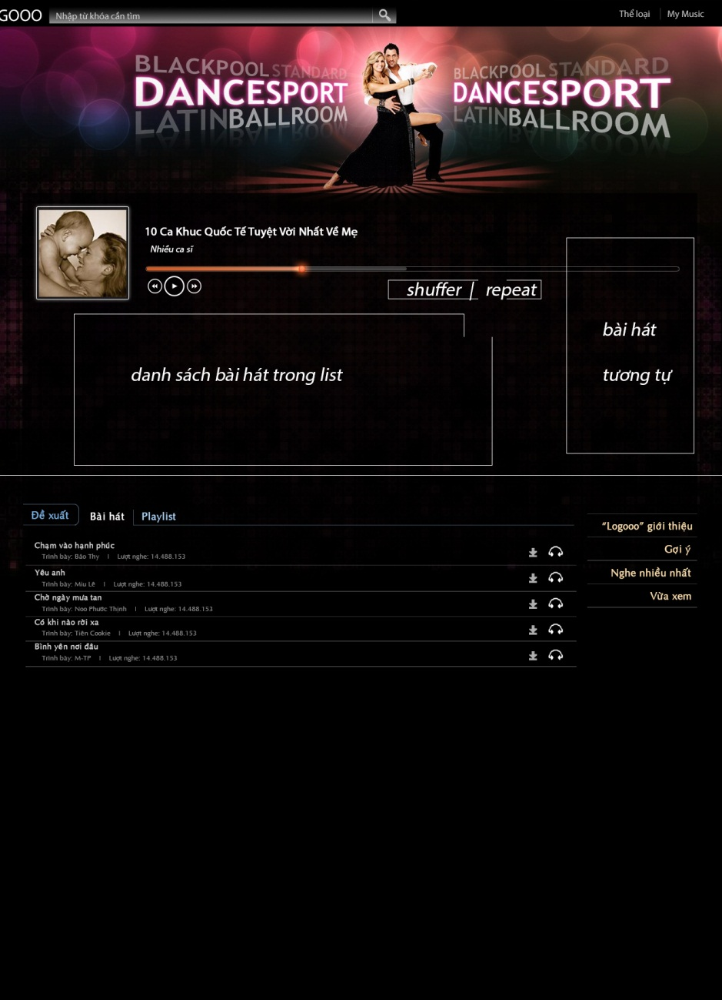 GOOO
Nhập từ khóa cần tìm
Thể loại
My Music
BLACKPOOL STANDARD
DANCESPORT
LATINBALLROOM
BLACKPOOL STANDARD
DANCESPORT
LATINBALLROOM
10 Ca Khuc Quốc Tế Tuyệt Vời Nhất Về Mẹ
Nhiều ca sĩ
shuffer | repeat
bài hát
tương tự
danh sách bài hát trong list
Đề xuất
Bài hát
Playlist
Chạm vào hạnh phúc
Trình bày: Bảo Thy I Lượt nghe: 14.488.153
Yêu anh
Trình bày: Miu Lê I Lượt nghe: 14.488.153
Chờ ngày mưa tan
Trình bày: Noo Phước Thịnh I Lượt nghe: 14.488.153
Có khi nào rời xa
Trình bày: Tiên Cookie I Lượt nghe: 14.488.153
Bình yên nơi đâu
Trình bày: M-TP I Lượt nghe: 14.488.153
“Logooo” giới thiệu
Gợi ý
Nghe nhiều nhất
Vừa xem